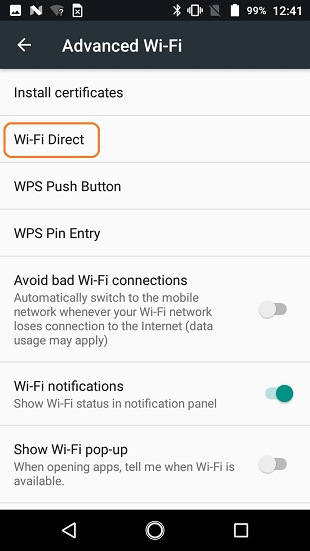 99% 12:41
Advanced Wi-Fi
Install certificates
Wi-Fi Direct
WPS Push Button
WPS Pin Entry
Avoid bad Wi-Fi connections
Automatically switch to the mobile
network whenever your Wi-Fi network
loses connection to the Internet (data
usage may apply)
Wi-Fi notifications
Show Wi-Fi status in notification panel
Show Wi-Fi pop-up
When opening apps, tell me when Wi-Fi is
available.